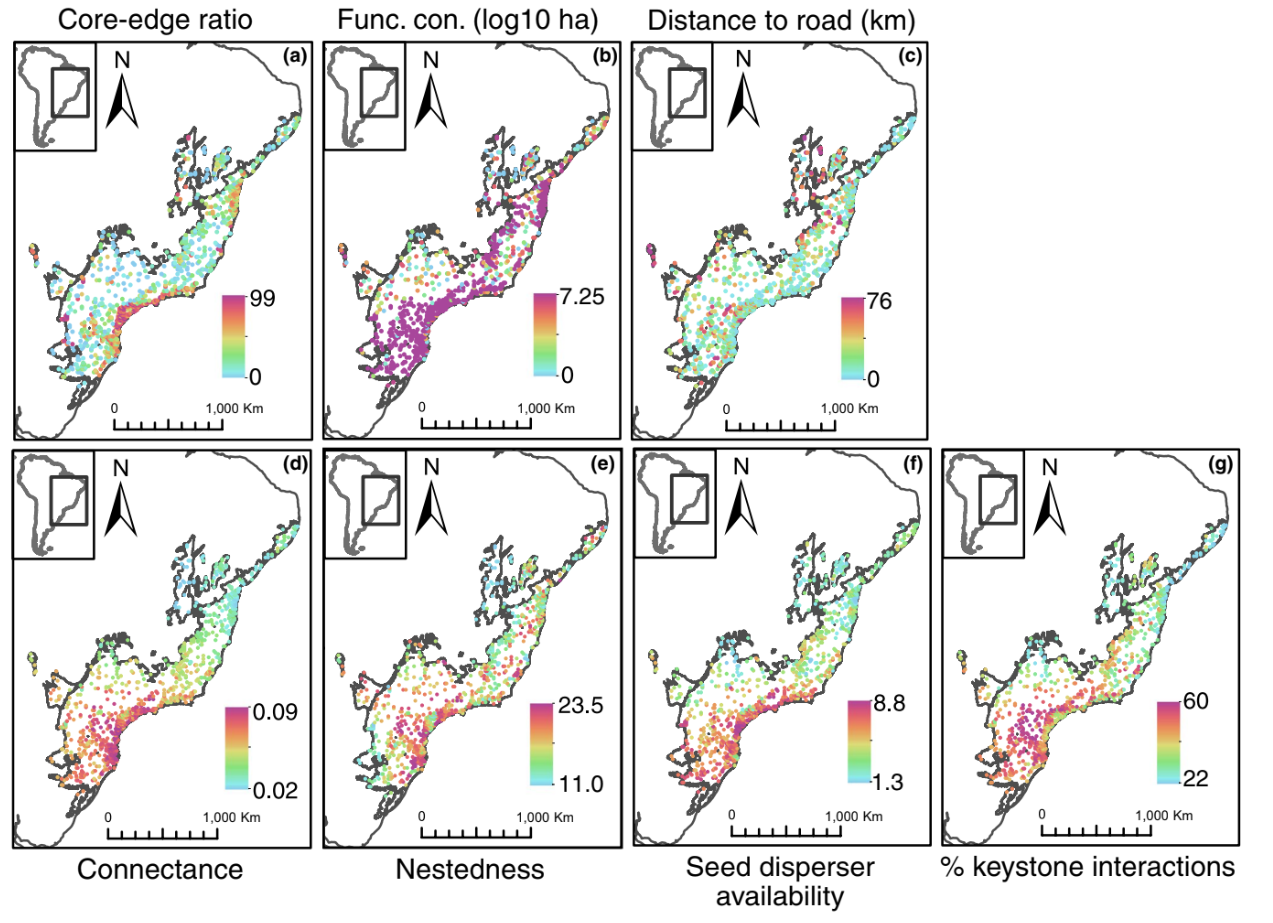 Core-edge ratio
Func. con. (log10 ha)
Distance to road (km)
(a)
N
99
0
0
1,000 Km
(b)
N
7.25
0
0
1,000 Km
(c)
N
76
0
0
1,000 Km
(d)
N
0.09
0.02
0
1,000 Km
(e)
N
23.5
11.0
0
1,000 Km
(f)
N
8.8
1.3
0
1,000 Km
(g)
N
60
22
0
1,000 Km
Connectance
Nestedness
Seed disperser
availability
% keystone interactions